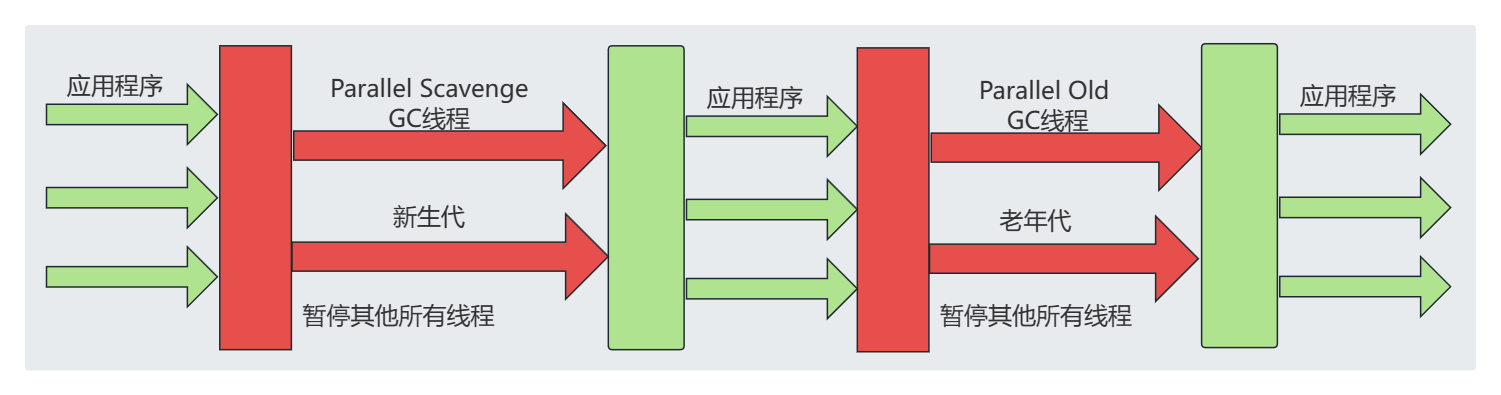 应用程序
Parallel Scavenge
GC线程
新生代
暂停其他所有线程
应用程序
Parallel Old
GC线程
老年代
暂停其他所有线程
应用程序